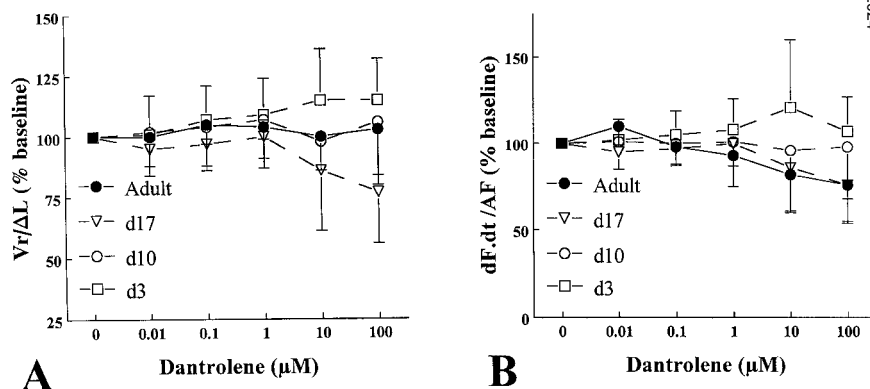 150
125
100
75
50
25
Vr/ΔL (% baseline)
Adult
d17
d10
d3
0 0.01 0.1 1 10 100
Dantrolene (μM)
A
150
100
50
0
dF.dt /AF (% baseline)
Adult
d17
d10
d3
0 0.01 0.1 1 10 100
Dantrolene (μM)
B